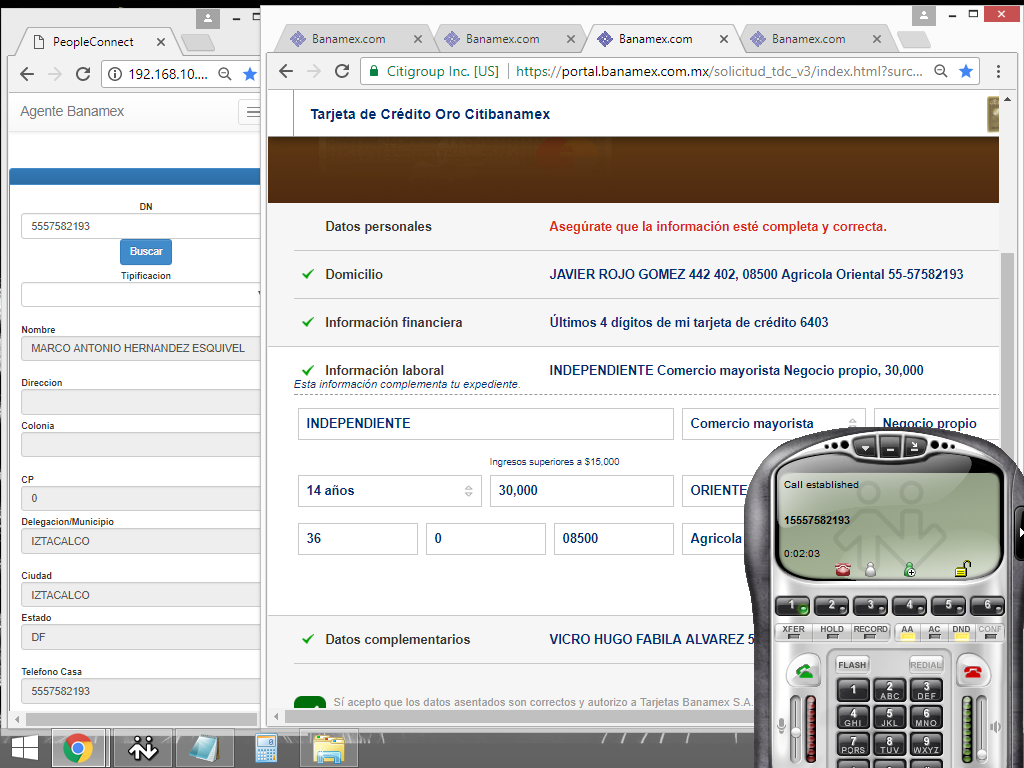 PeopleConnect
192.168.10....
Agente Banamex
DN
5557582193
Buscar
Tipificacion
Nombre
MARCO ANTONIO HERNANDEZ ESQUIVEL
Direccion
Colonia
CP
0
Delegacion/Municipio
IZTACALCO
Ciudad
IZTACALCO
Estado
DF
Telefono Casa
5557582193
Banamex.com
Banamex.com
Banamex.com
Banamex.com
Citigroup Inc. [US]
https://portal.banamex.com.mx/solicitud_tdc_v3/index.html?surc...
Tarjeta de Crédito Oro Citibanamex
Datos personales
Asegúrate que la información esté completa y correcta.
Domicilio
JAVIER ROJO GOMEZ 442 402, 08500 Agricola Oriental 55-57582193
Información financiera
Últimos 4 dígitos de mi tarjeta de crédito 6403
Información laboral
INDEPENDIENTE Comercio mayorista Negocio propio, 30,000
Esta información complementa tu expediente.
INDEPENDIENTE
Comercio mayorista
Negocio propio
Ingresos superiores a $15,000
14 años
30,000
ORIENTE
36
0
08500
Agricola
Datos complementarios
VICRO HUGO FABILA ALVAREZ 5
Sí acepto que los datos asentados son correctos y autorizo a Tarjetas Banamex S.A.
Call established
15557582193
0:02:03
1 2 3 4 5 6
XFER HOLD RECORD AA AC DND CONF
FLASH REDIAL
1 2 ABC 3 DEF
4 GHI 5 JKL 6 MNO
7 PQRS 8 TUV 9 WXYZ